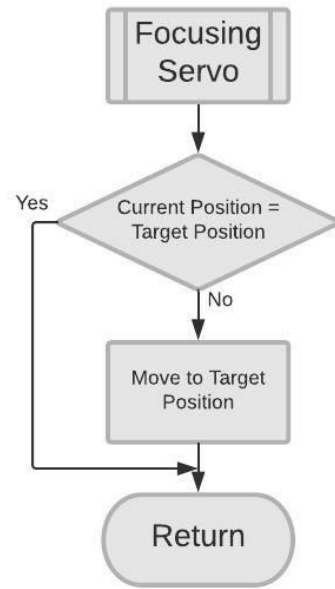 Focusing
Servo
Yes
Current Position =
Target Position
No
Move to Target
Position
Return